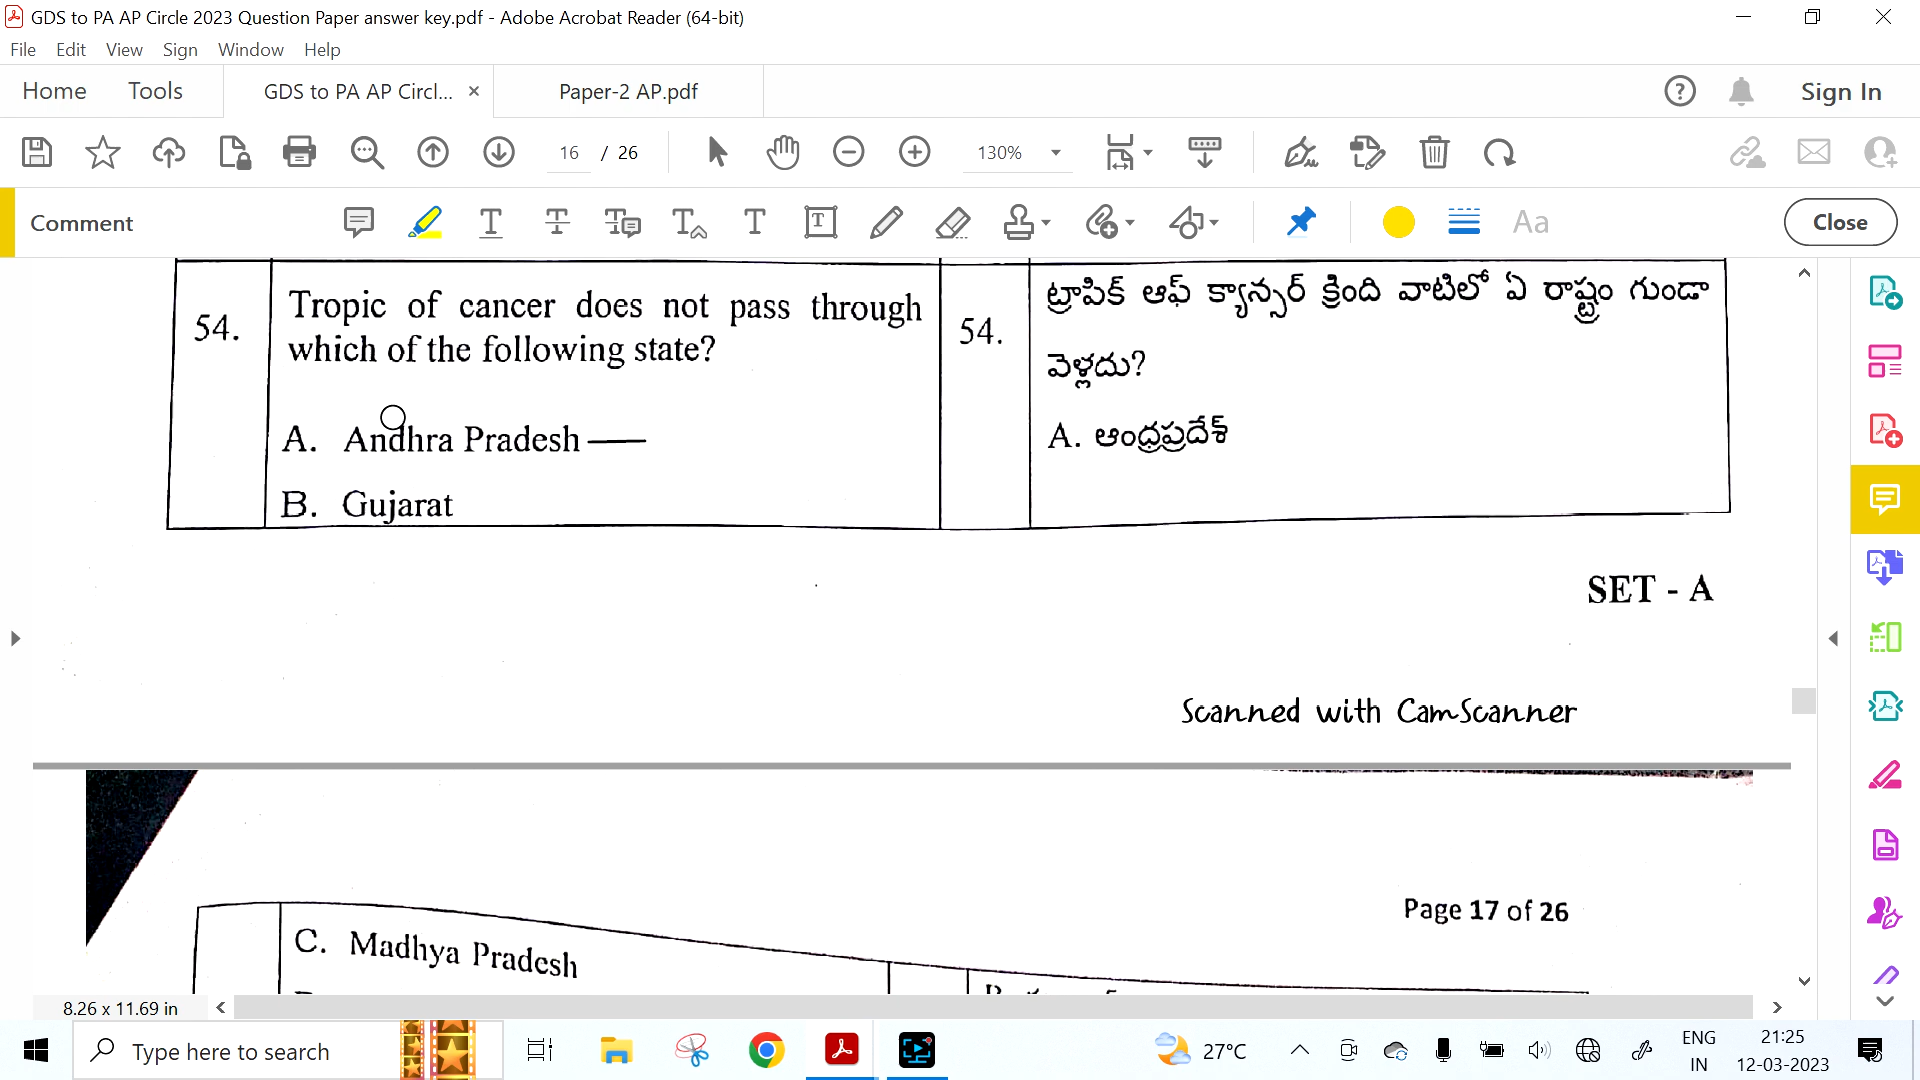 GDS to PA AP Circle 2023 Question Paper answer key.pdf - Adobe Acrobat Reader (64-bit)
File Edit View Sign Window Help
Home Tools GDS to PA AP Circl... × Paper-2 AP.pdf Sign In
16 / 26 130%
Comment Aa Close
54. Tropic of cancer does not pass through
which of the following state?
A. Andhra Pradesh
B. Gujarat
54. ట్రాపిక్ ఆఫ్ క్యాన్సర్ క్రింది వాటిలో ఏ రాష్ట్రం గుండా
వెళ్లదు?
A. ఆంధ్రప్రదేశ్
SET - A
Scanned with CamScanner
Page 17 of 26
C. Madhya Pradesh
8.26 x 11.69 in
Type here to search 27°C ENG 21:25
IN 12-03-2023